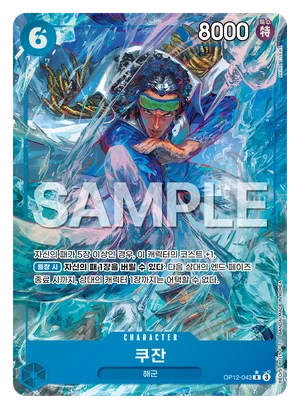 6
8000
특수
特
SAMPLE
자신의 패가 5장 이상인 경우, 이 캐릭터의 코스트 +1.
등장 시 자신의 패 1장을 버릴 수 있다. 다음 상대의 엔드 페이즈
종료 시까지, 상대의 캐릭터 1장까지는 어택할 수 없다.
CHARACTER
쿠잔
해군
OP12-043 R 3